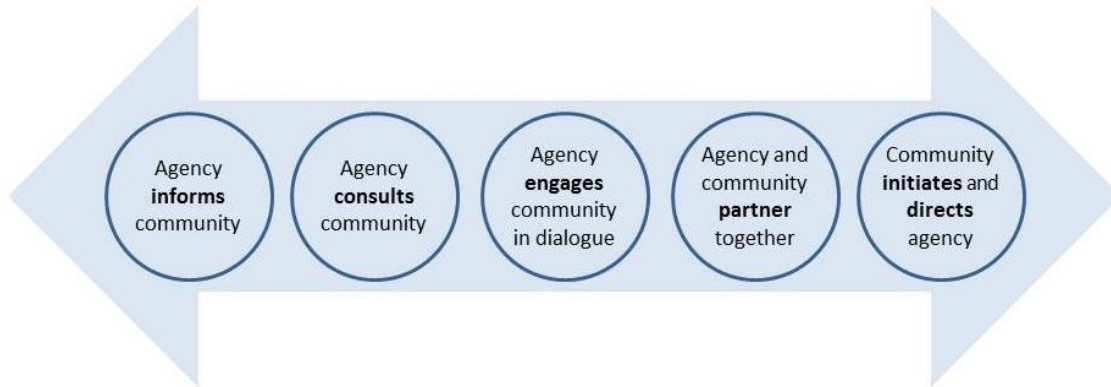 Agency
informs
community
Agency
consults
community
Agency
engages
community
in dialogue
Agency and
community
partner
together
Community
initiates and
directs
agency